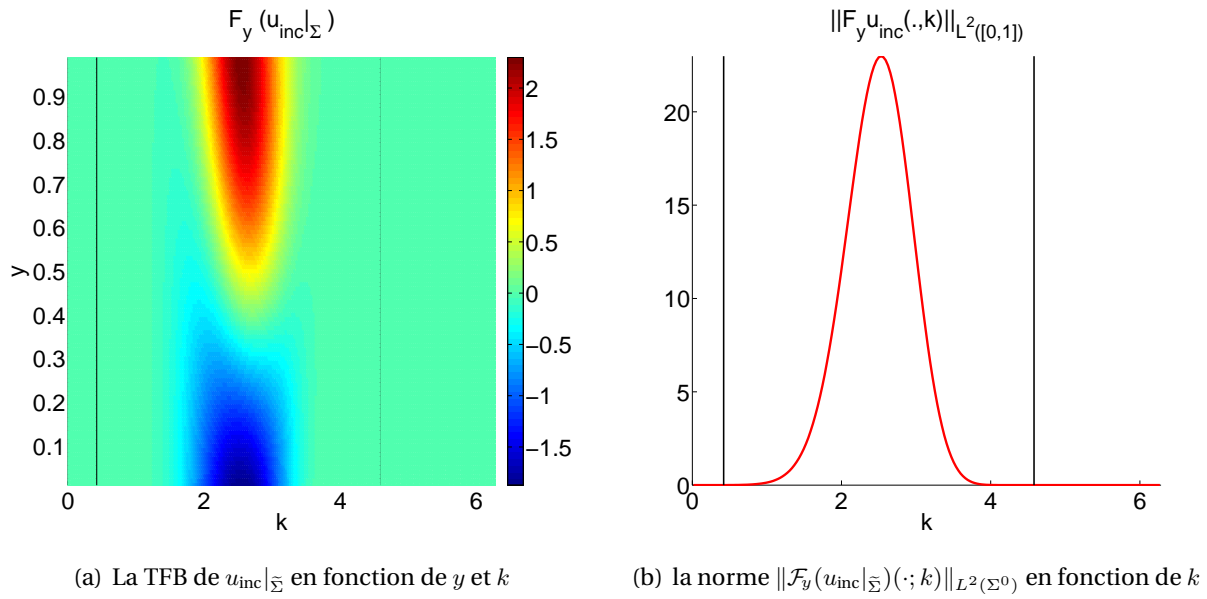 F_y (u_inc|_Σ )
0.9
0.8
0.7
0.6
0.5
0.4
0.3
0.2
0.1
y
0 2 4 6
k
2
1.5
1
0.5
0
−0.5
−1
−1.5
||F_y u_inc(.,k)||_L²([0,1])
20
15
10
5
0
0 2 4 6
k
(a) La TFB de u_inc|_Σ̃ en fonction de y et k
(b) la norme ‖ℱ_y(u_inc|_Σ̃)(·; k)‖_L²(Σ⁰) en fonction de k